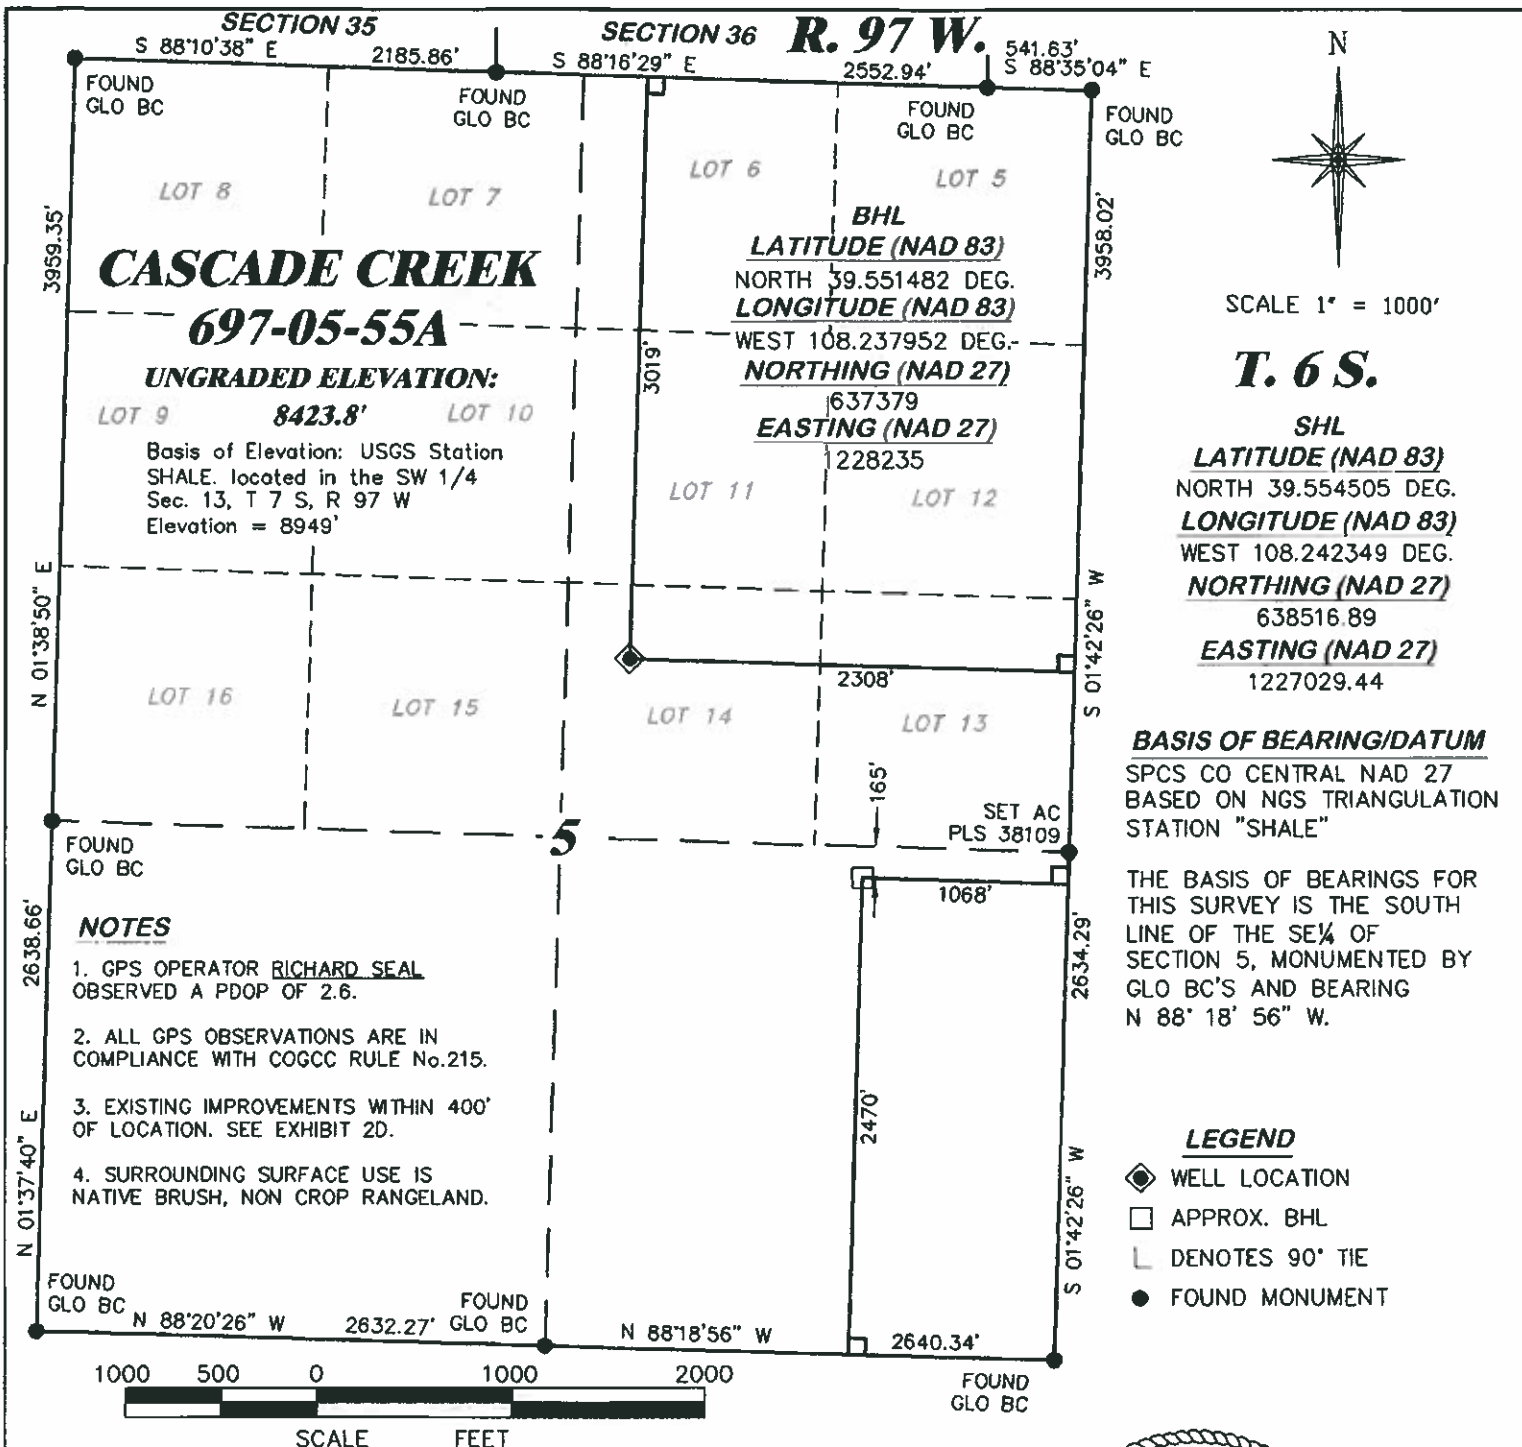 SECTION 35
SECTION 36
R. 97 W.
S 88°10'38" E
2185.86'
S 88°16'29" E
2552.94'
541.63'
S 88°35'04" E
N
FOUND
GLO BC
FOUND
GLO BC
FOUND
GLO BC
FOUND
GLO BC
LOT 8
LOT 7
LOT 6
LOT 5
3959.35'
3958.02'
CASCADE CREEK
697-05-55A
UNGRADED ELEVATION:
8423.8'
LOT 9
LOT 10
Basis of Elevation: USGS Station
SHALE. located in the SW 1/4
Sec. 13, T 7 S, R 97 W
Elevation = 8949'
3019'
BHL
LATITUDE (NAD 83)
NORTH 39.551482 DEG.
LONGITUDE (NAD 83)
WEST 108.237952 DEG.
NORTHING (NAD 27)
637379
EASTING (NAD 27)
1228235
LOT 11
LOT 12
SCALE 1" = 1000'
T. 6 S.
SHL
LATITUDE (NAD 83)
NORTH 39.554505 DEG.
LONGITUDE (NAD 83)
WEST 108.242349 DEG.
NORTHING (NAD 27)
638516.89
EASTING (NAD 27)
1227029.44
N 01°38'50" E
S 01°42'26" W
2308'
LOT 16
LOT 15
LOT 14
LOT 13
165'
SET AC
PLS 38109
5
1068'
FOUND
GLO BC
BASIS OF BEARING/DATUM
SPCS CO CENTRAL NAD 27
BASED ON NGS TRIANGULATION
STATION "SHALE"
THE BASIS OF BEARINGS FOR
THIS SURVEY IS THE SOUTH
LINE OF THE SE¼ OF
SECTION 5, MONUMENTED BY
GLO BC'S AND BEARING
N 88° 18' 56" W.
2638.66'
2634.29'
NOTES
1. GPS OPERATOR RICHARD SEAL
OBSERVED A PDOP OF 2.6.
2. ALL GPS OBSERVATIONS ARE IN
COMPLIANCE WITH COGCC RULE No.215.
3. EXISTING IMPROVEMENTS WITHIN 400'
OF LOCATION. SEE EXHIBIT 2D.
4. SURROUNDING SURFACE USE IS
NATIVE BRUSH, NON CROP RANGELAND.
2470'
N 01°37'40" E
S 01°42'26" W
LEGEND
WELL LOCATION
APPROX. BHL
DENOTES 90° TIE
FOUND MONUMENT
FOUND
GLO BC
N 88°20'26" W
2632.27'
FOUND
GLO BC
N 88°18'56" W
2640.34'
FOUND
GLO BC
1000 500 0 1000 2000
SCALE FEET